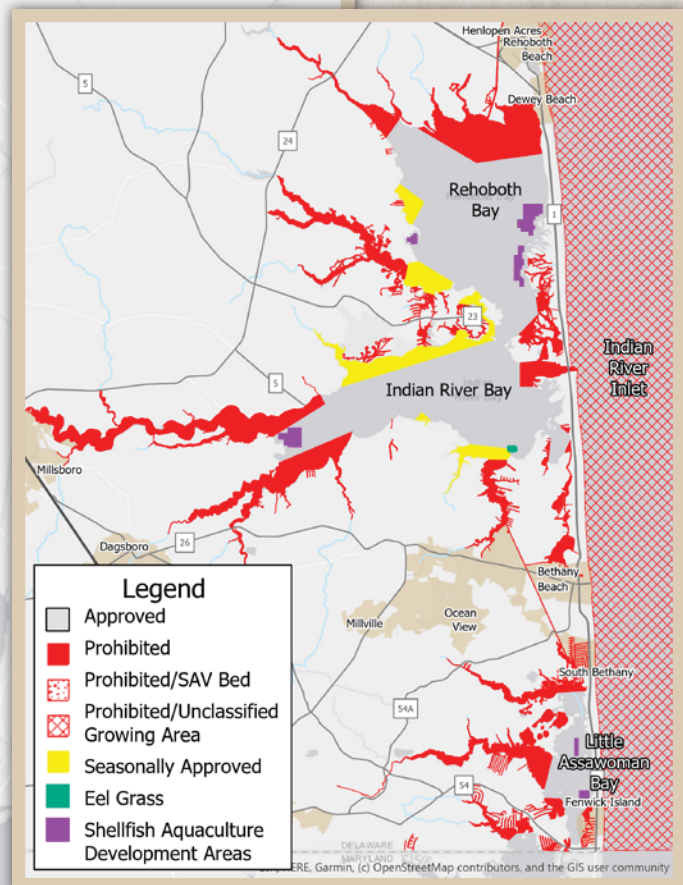 Henlopen Acres
Rehoboth
Beach
Dewey Beach
5
24
Rehoboth
Bay
1
23
Indian
River
Inlet
5
Indian River Bay
Millsboro
Dagsboro
26
Bethany
Beach
Millville
Ocean
View
South Bethany
54A
Little
Assawoman
Bay
54
Fenwick Island
DELAWARE
MARYLAND
Legend
Approved
Prohibited
Prohibited/SAV Bed
Prohibited/Unclassified
Growing Area
Seasonally Approved
Eel Grass
Shellfish Aquaculture
Development Areas
HERE, Garmin, (c) OpenStreetMap contributors, and the GIS user community